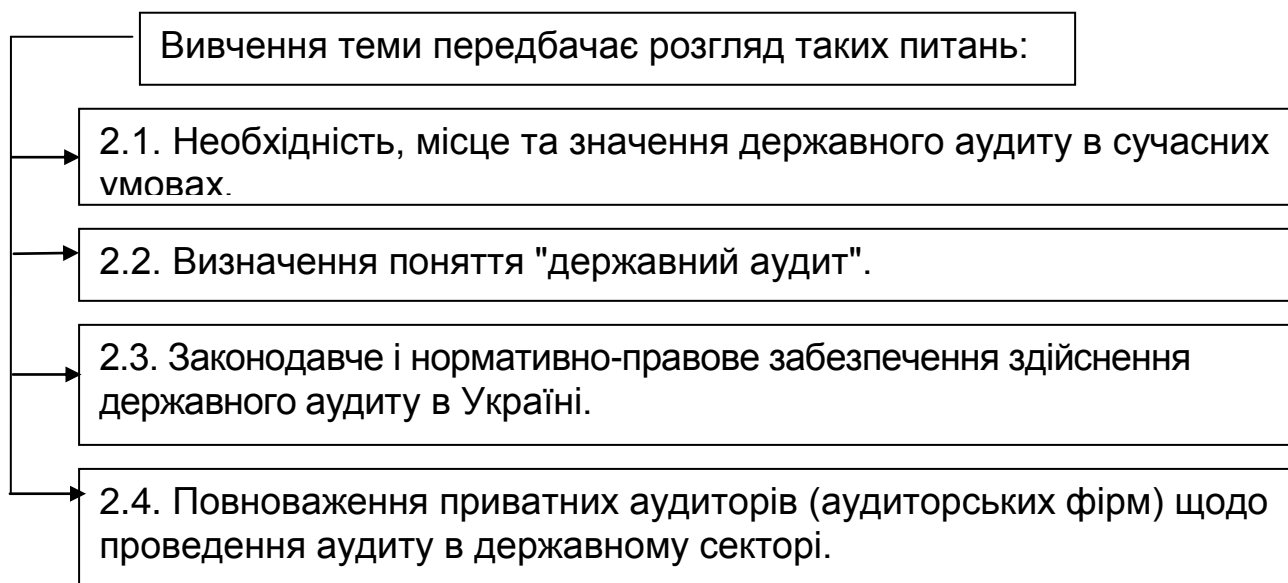 Вивчення теми передбачає розгляд таких питань:
2.1. Необхідність, місце та значення державного аудиту в сучасних
умовах.
2.2. Визначення поняття "державний аудит".
2.3. Законодавче і нормативно-правове забезпечення здійснення
державного аудиту в Україні.
2.4. Повноваження приватних аудиторів (аудиторських фірм) щодо
проведення аудиту в державному секторі.